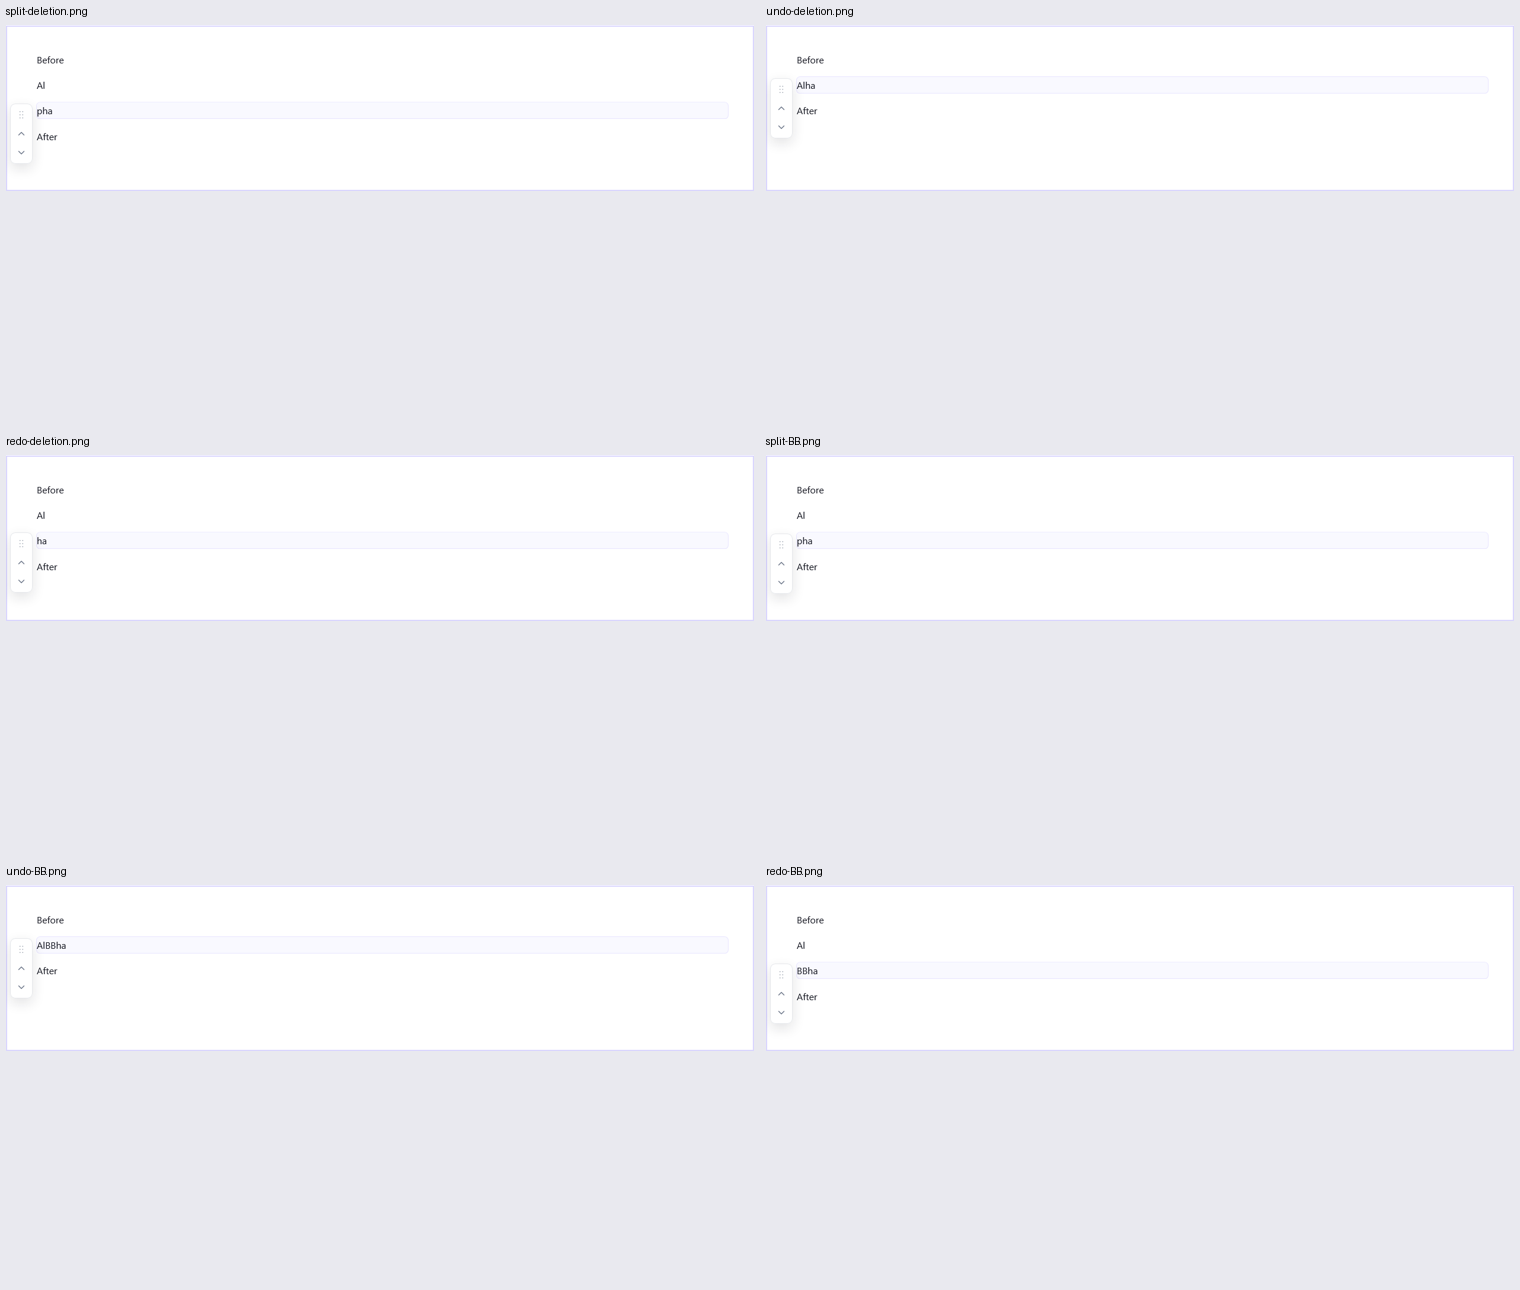 split-deletion.png
Before
Al
pha
After
undo-deletion.png
Before
Alha
After
redo-deletion.png
Before
Al
ha
After
split-BB.png
Before
Al
pha
After
undo-BB.png
Before
AlBBha
After
redo-BB.png
Before
Al
BBha
After